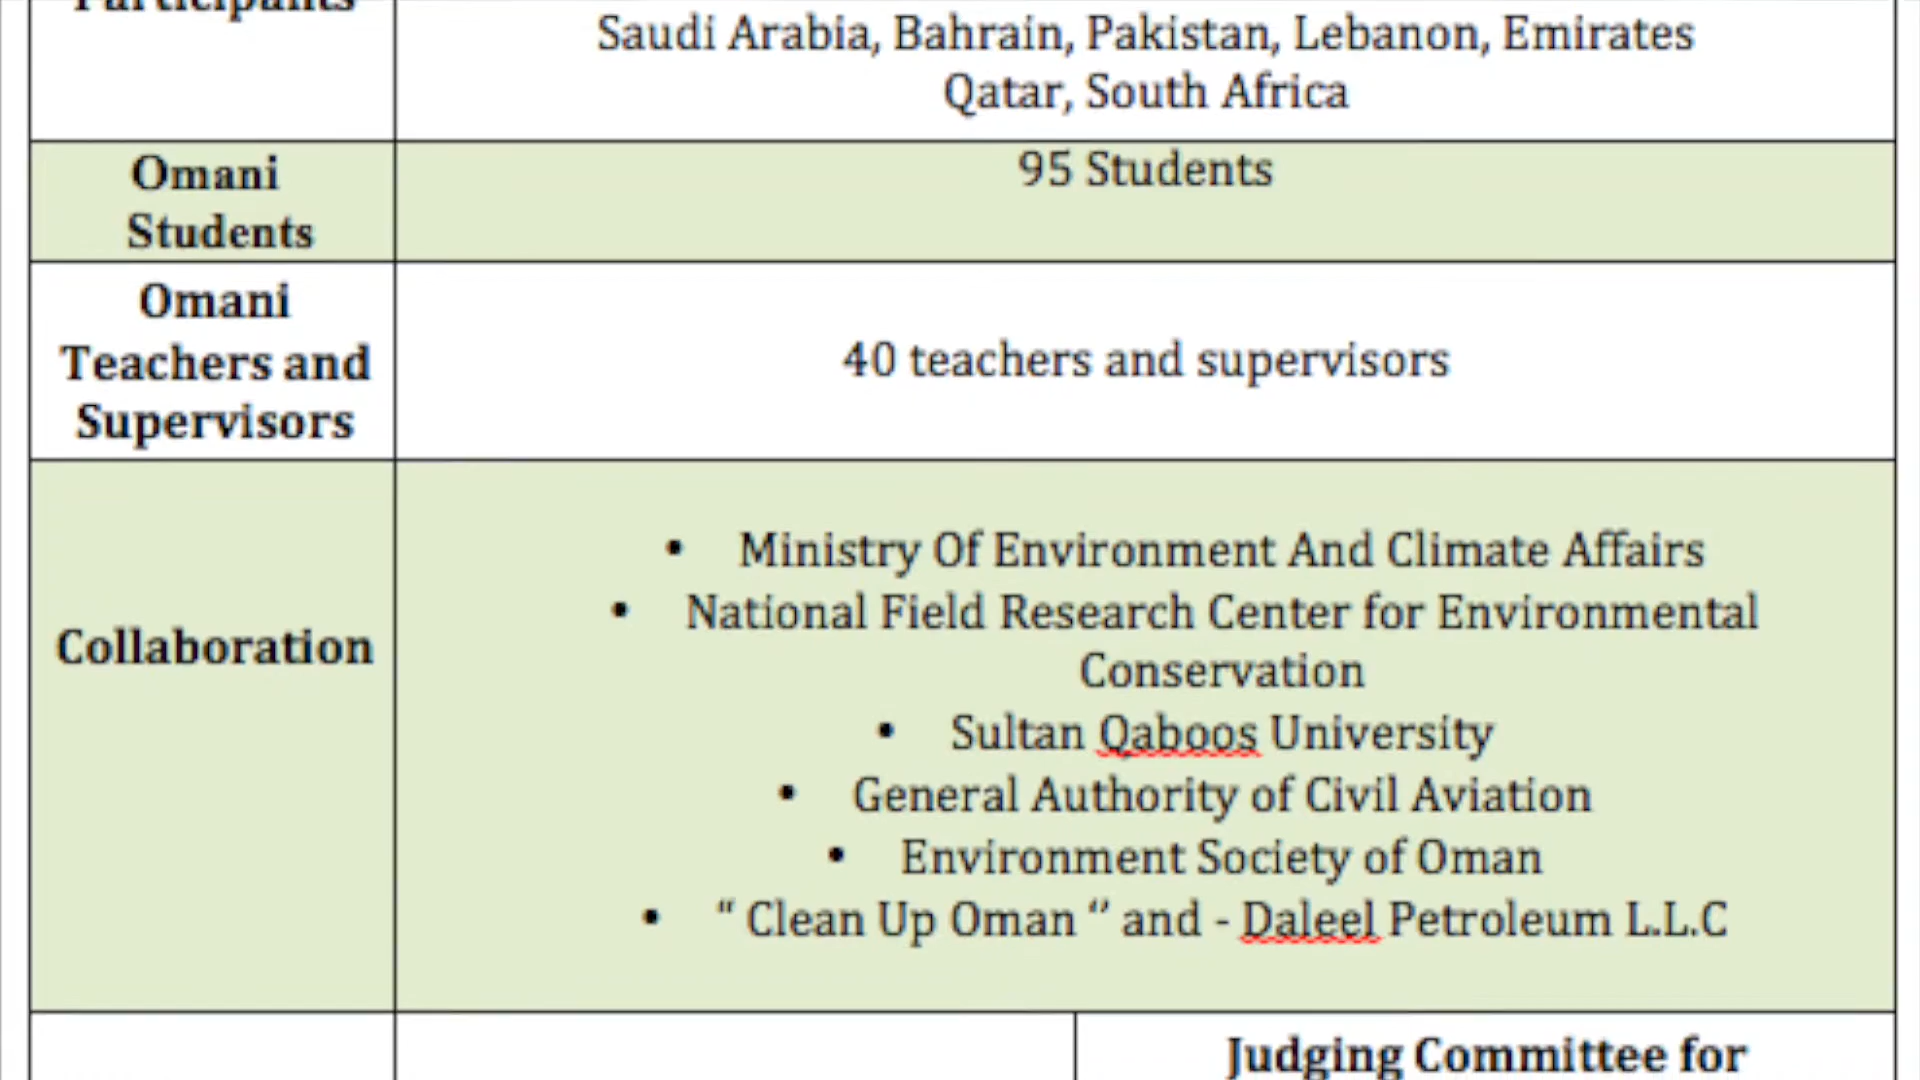 Participants
Saudi Arabia, Bahrain, Pakistan, Lebanon, Emirates
Qatar, South Africa
Omani
Students
95 Students
Omani
Teachers and
Supervisors
40 teachers and supervisors
Collaboration
• Ministry Of Environment And Climate Affairs
• National Field Research Center for Environmental
Conservation
• Sultan Qaboos University
• General Authority of Civil Aviation
• Environment Society of Oman
• “ Clean Up Oman ‘’ and - Daleel Petroleum L.L.C
Judging Committee for